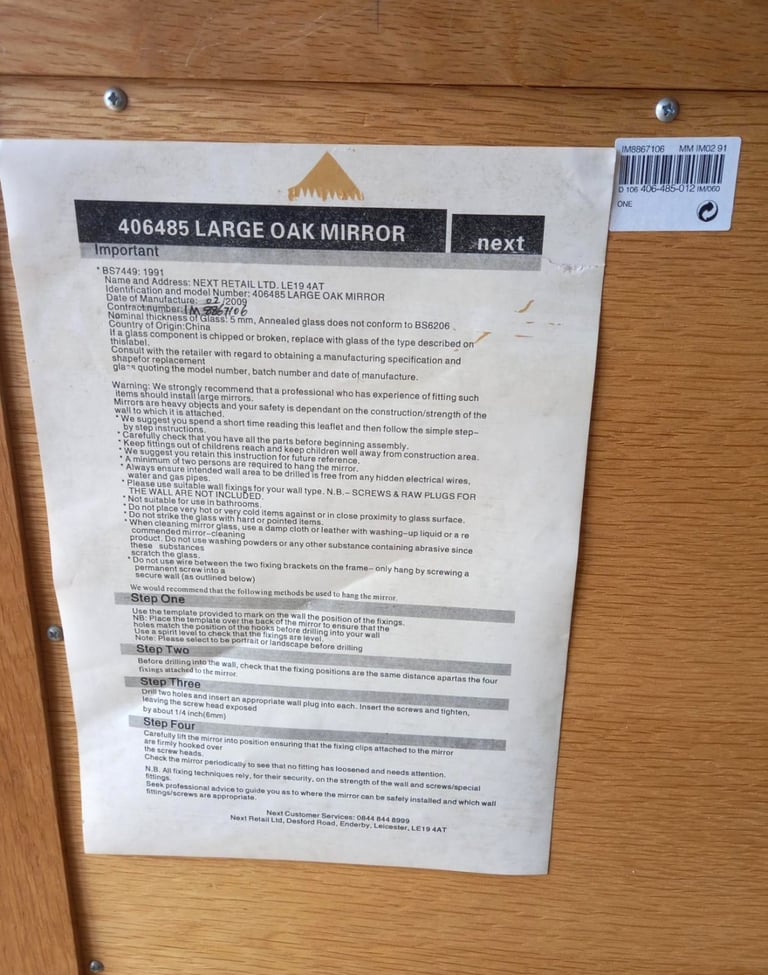 IM8867106 MM IM02 91
D 106 406-485-012 IM/060
ONE
406485 LARGE OAK MIRROR
next
Important
* BS7449: 1991
Name and Address: NEXT RETAIL LTD. LE19 4AT
Identification and model Number: 406485 LARGE OAK MIRROR
Date of Manufacture: 02/2009
Contract number: IM 8867106
Nominal thickness of Glass: 5 mm, Annealed glass does not conform to BS6206
Country of Origin:China
If a glass component is chipped or broken, replace with glass of the type described on
thislabel.
Consult with the retailer with regard to obtaining a manufacturing specification and
shapefor replacement
glass quoting the model number, batch number and date of manufacture.
Warning: We strongly recommend that a professional who has experience of fitting such
items should install large mirrors.
Mirrors are heavy objects and your safety is dependant on the construction/strength of the
wall to which it is attached.
* We suggest you spend a short time reading this leaflet and then follow the simple step-
by step instructions.
* Carefully check that you have all the parts before beginning assembly.
* Keep fittings out of childrens reach and keep children well away from construction area.
* We suggest you retain this instruction for future reference.
* A minimum of two persons are required to hang the mirror.
* Always ensure intended wall area to be drilled is free from any hidden electrical wires,
water and gas pipes.
* Please use suitable wall fixings for your wall type. N.B.- SCREWS & RAW PLUGS FOR
THE WALL ARE NOT INCLUDED.
* Not suitable for use in bathrooms.
* Do not place very hot or very cold items against or in close proximity to glass surface.
* Do not strike the glass with hard or pointed items.
* When cleaning mirror glass, use a damp cloth or leather with washing-up liquid or a re
commended mirror-cleaning
product. Do not use washing powders or any other substance containing abrasive since
these substances
scratch the glass.
* Do not use wire between the two fixing brackets on the frame- only hang by screwing a
permanent screw into a
secure wall (as outlined below)
We would recommend that the following methods be used to hang the mirror.
Step One
Use the template provided to mark on the wall the position of the fixings.
NB: Place the template over the back of the mirror to ensure that the
holes match the position of the hooks before drilling into your wall
Use a spirit level to check that the fixings are level.
Note: Please select to be portrait or landscape before drilling
Step Two
Before drilling into the wall, check that the fixing positions are the same distance apartas the four
fixings attached to the mirror.
Step Three
Drill two holes and insert an appropriate wall plug into each. Insert the screws and tighten,
leaving the screw head exposed
by about 1/4 inch(6mm)
Step Four
Carefully lift the mirror into position ensuring that the fixing clips attached to the mirror
are firmly hooked over
the screw heads.
Check the mirror periodically to see that no fitting has loosened and needs attention.
N.B. All fixing techniques rely, for their security, on the strength of the wall and screws/special
fittings.
Seek professional advice to guide you as to where the mirror can be safely installed and which wall
fittings/screws are appropriate.
Next Customer Services: 0844 844 8999
Next Retail Ltd, Desford Road, Enderby, Leicester, LE19 4AT